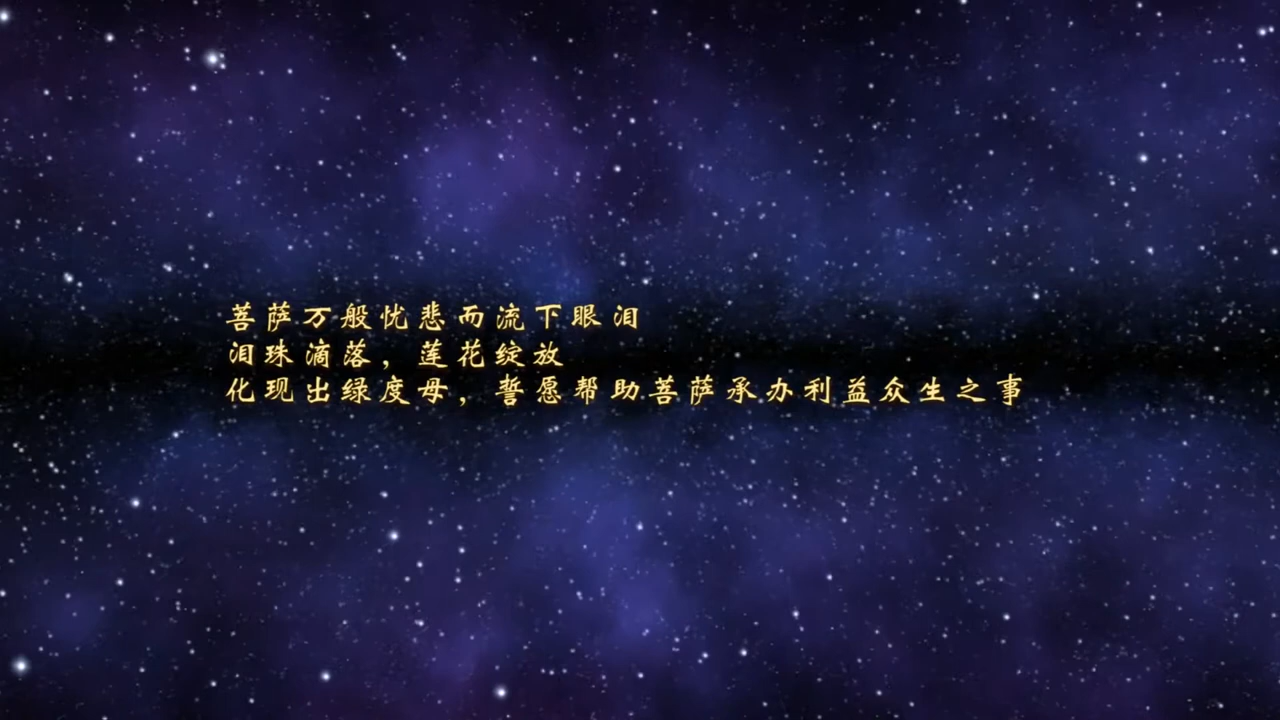 菩萨万般忧悲而流下眼泪
泪珠滴落，莲花绽放
化现出绿度母，誓愿帮助菩萨承办利益众生之事